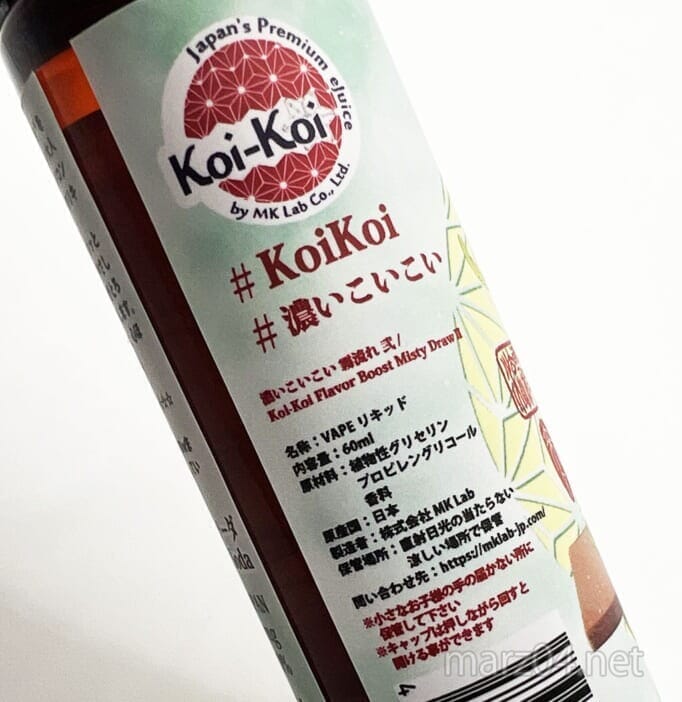 Japan's Premium eJuice
Koi-Koi
by MK Lab Co., Ltd.
#KoiKoi
#濃いこいこい
濃いこいこい 霧流れ 弐 /
Koi-Koi Flavor Boost Misty Draw II
名称：VAPE リキッド
内容量：60ml
原材料：植物性グリセリン
プロピレングリコール
香料
原産国：日本
製造者：株式会社 MK Lab
保管場所：直射日光の当たらない
涼しい場所で保管
問い合わせ先：https://mklab-jp.com/
※小さなお子様の手の届かない所に
保管して下さい
※キャップは押しながら回すと
開ける事ができます
4
marz04.net